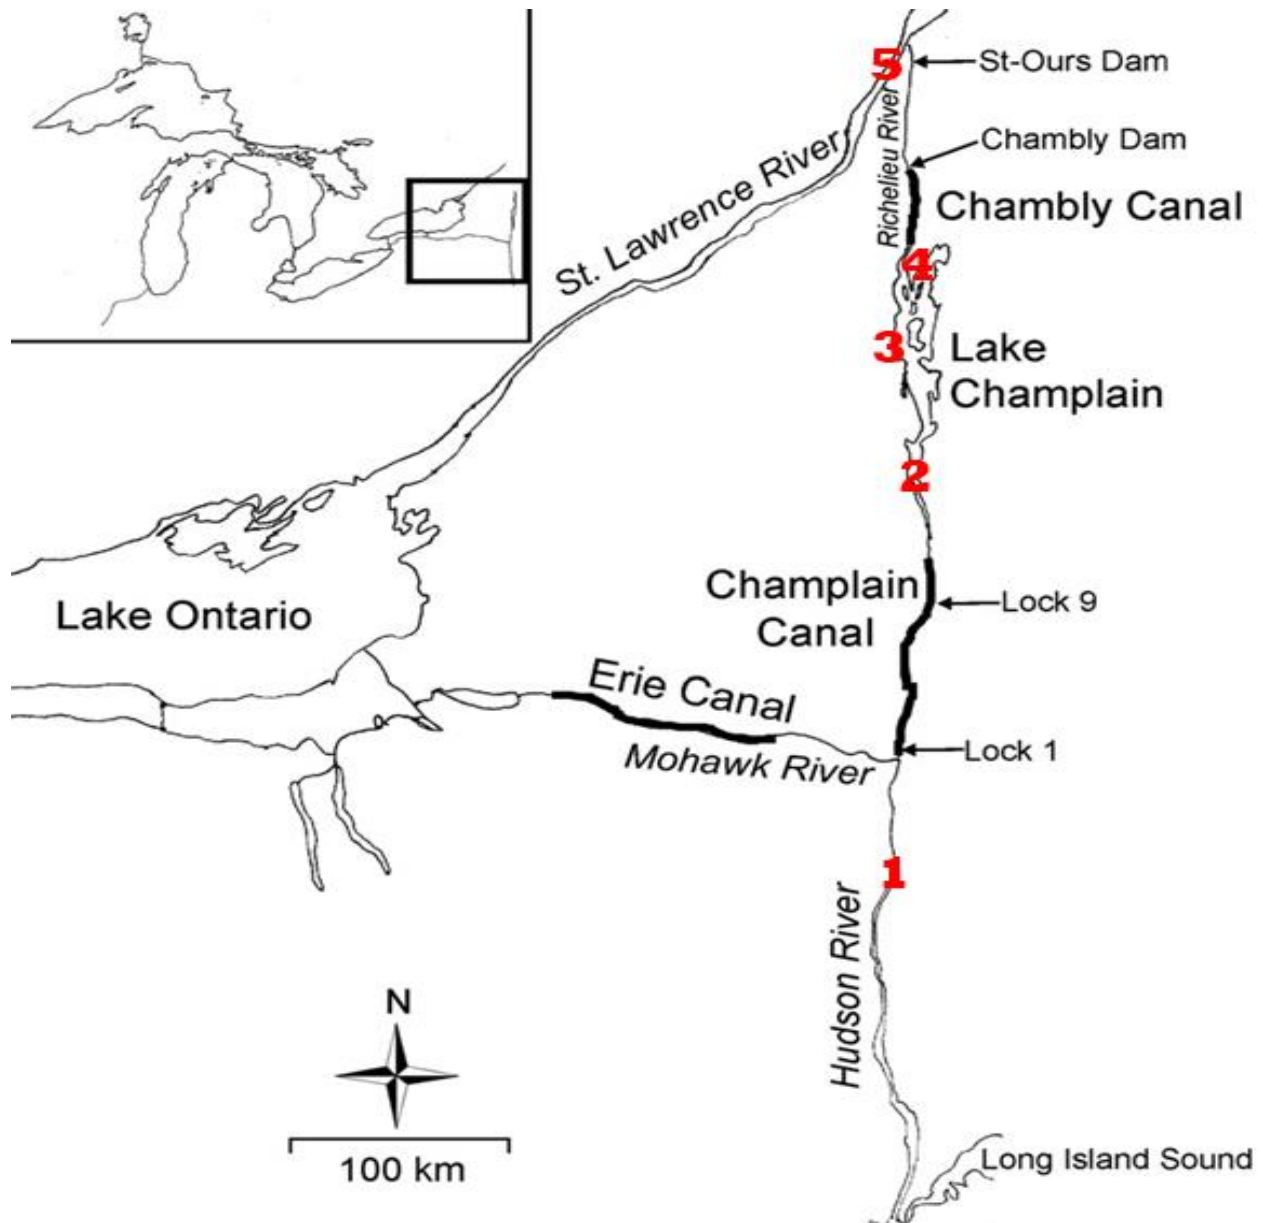 5
St-Ours Dam
Richelieu River
Chambly Dam
St. Lawrence River
Chambly Canal
4
3
Lake
Champlain
2
Champlain
Canal
Lock 9
Lake Ontario
Erie Canal
Mohawk River
Lock 1
1
Hudson River
N
100 km
Long Island Sound